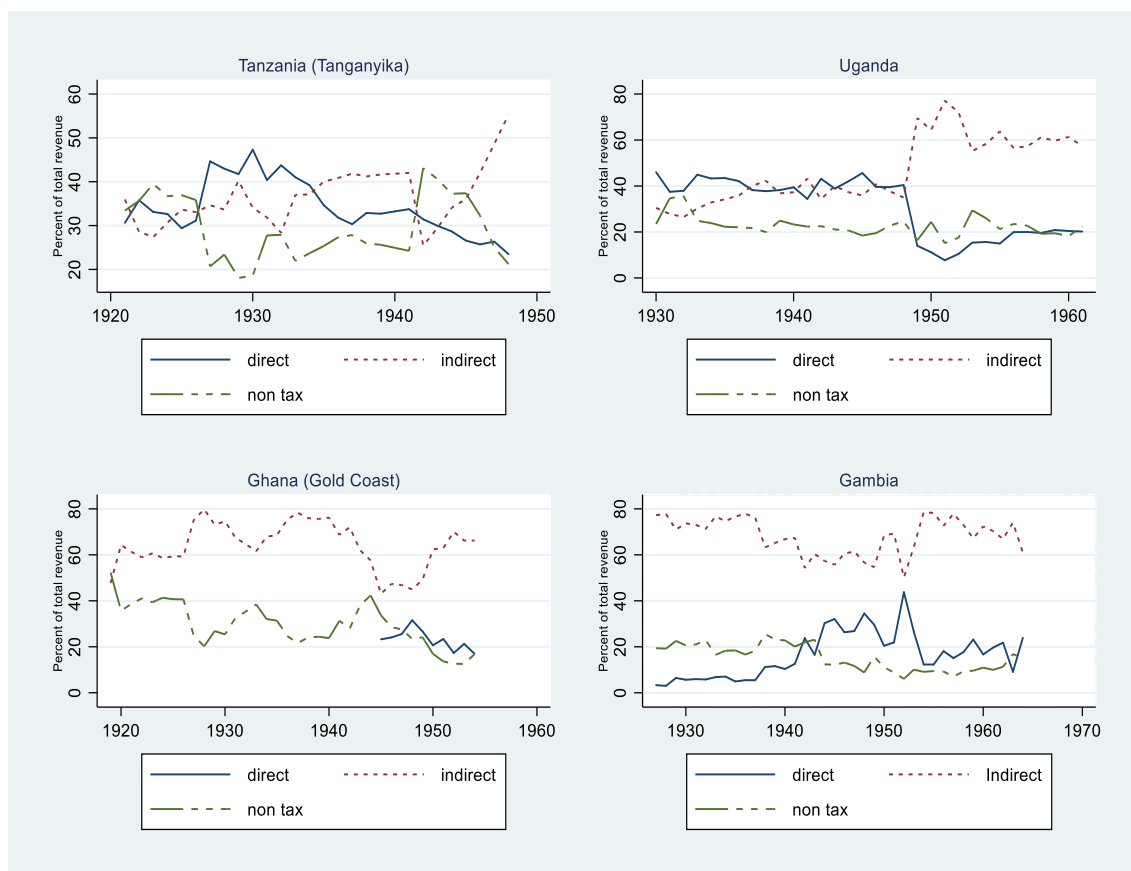 Tanzania (Tanganyika)
Percent of total revenue
60
50
40
30
20
1920 1930 1940 1950
direct indirect
non tax
Uganda
Percent of total revenue
80
60
40
20
0
1930 1940 1950 1960
direct indirect
non tax
Ghana (Gold Coast)
Percent of total revenue
80
60
40
20
0
1920 1930 1940 1950 1960
direct indirect
non tax
Gambia
Percent of total revenue
80
60
40
20
0
1930 1940 1950 1960 1970
direct Indirect
non tax